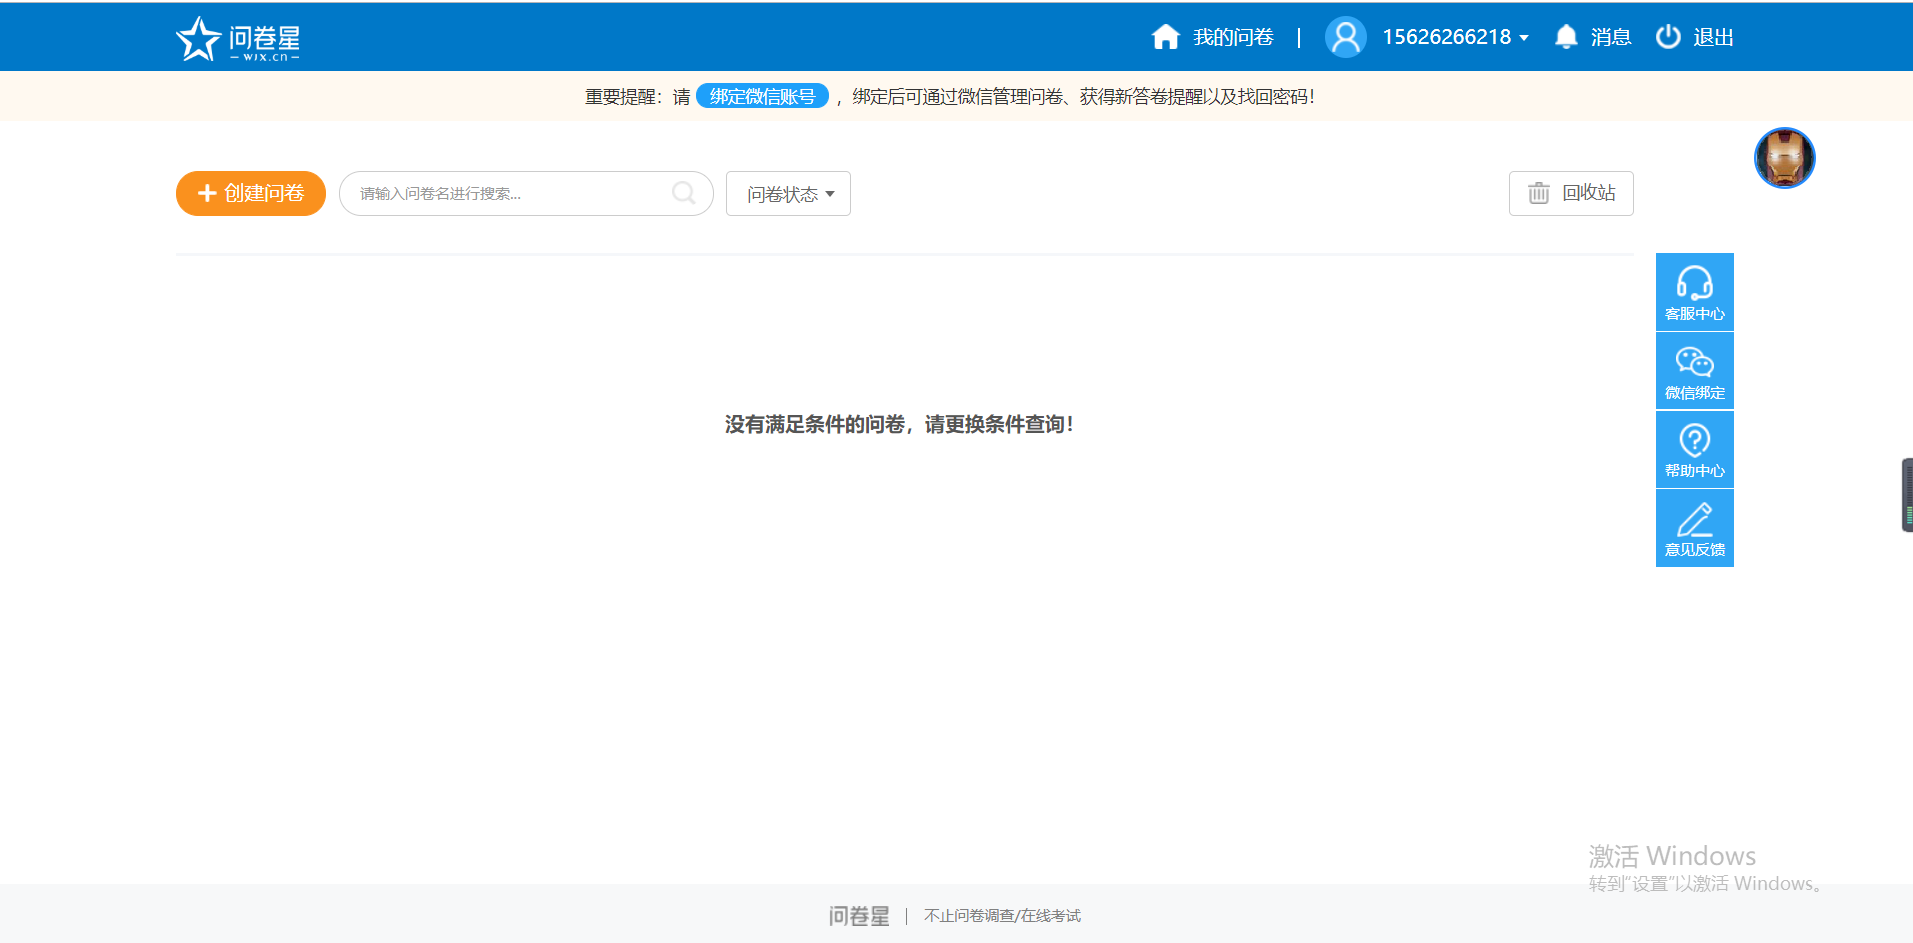 问卷星
wjx.cn
我的问卷 | 15626266218 消息 退出
重要提醒：请 绑定微信账号 ，绑定后可通过微信管理问卷、获得新答卷提醒以及找回密码！
+ 创建问卷 请输入问卷名进行搜索... 问卷状态 回收站
客服中心
微信绑定
帮助中心
意见反馈
没有满足条件的问卷，请更换条件查询！
激活 Windows
转到“设置”以激活 Windows。
问卷星 | 不止问卷调查/在线考试